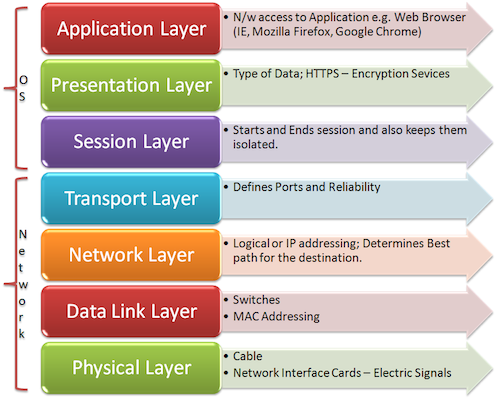 Application Layer
• N/w access to Application e.g. Web Browser
(IE, Mozilla Firefox, Google Chrome)
Presentation Layer
• Type of Data; HTTPS – Encryption Sevices
Session Layer
• Starts and Ends session and also keeps them
isolated.
OS
Transport Layer
• Defines Ports and Reliability
Network Layer
• Logical or IP addressing; Determines Best
path for the destination.
Data Link Layer
• Switches
• MAC Addressing
Physical Layer
• Cable
• Network Interface Cards – Electric Signals
Network